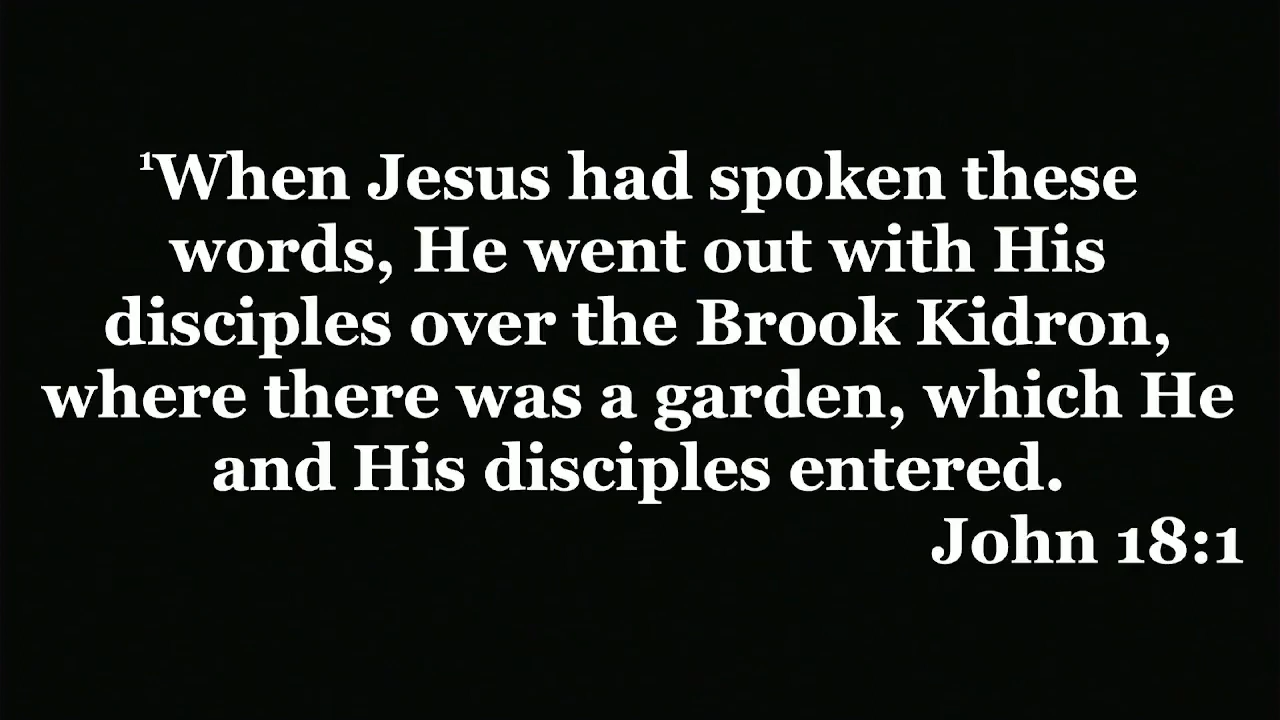 ¹When Jesus had spoken these
words, He went out with His
disciples over the Brook Kidron,
where there was a garden, which He
and His disciples entered.
John 18:1